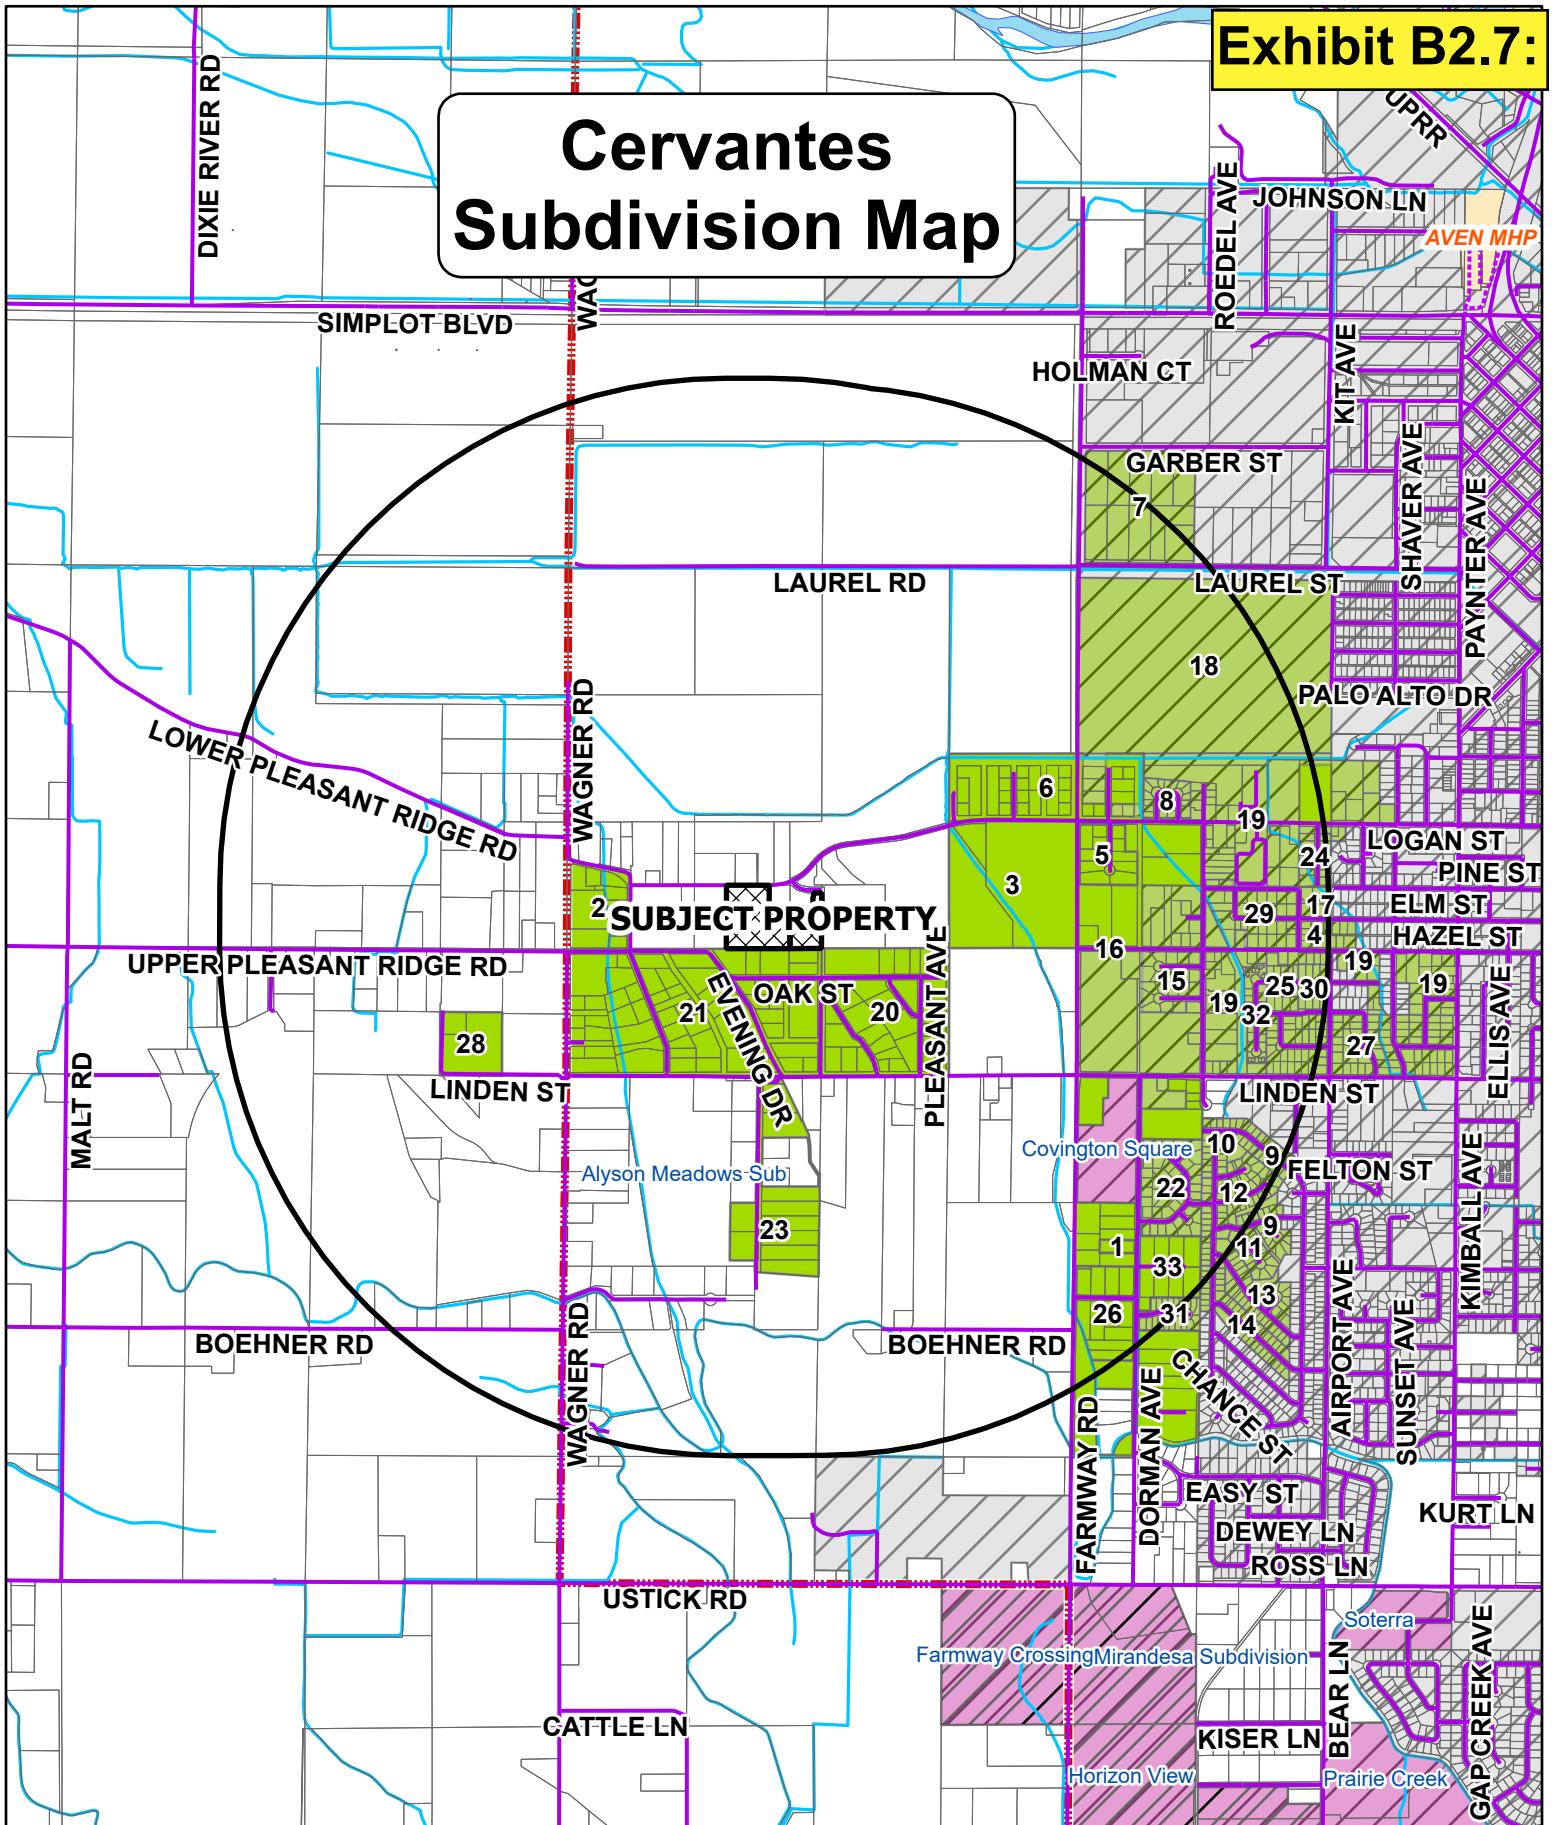 Exhibit B2.7:
Cervantes
Subdivision Map
DIXIE RIVER RD
WAG
UPRR
ROEDEL AVE
JOHNSON LN
AVEN MHP
SIMPLOT BLVD
HOLMAN CT
KIT AVE
GARBER ST
SHAVER AVE
PAYNTER AVE
7
LAUREL RD
LAUREL ST
18
PALO ALTO DR
WAGNER RD
LOWER PLEASANT RIDGE RD
6
8
19
LOGAN ST
5
24
PINE ST
3
2
SUBJECT PROPERTY
29
17
ELM ST
4
HAZEL ST
16
UPPER PLEASANT RIDGE RD
PLEASANT AVE
EVENING DR
OAK ST
15
19
25
30
19
19
ELLIS AVE
21
20
32
28
27
LINDEN ST
LINDEN ST
MALT RD
Covington Square
10
9
FELTON ST
KIMBALL AVE
Alyson Meadows Sub
22
12
23
1
9
11
33
13
26
31
14
BOEHNER RD
WAGNER RD
BOEHNER RD
CHANCE ST
AIRPORT AVE
SUNSET AVE
FARMWAY RD
DORMAN AVE
EASY ST
KURT LN
DEWEY LN
ROSS LN
USTICK RD
Soterra
Farmway Crossing
Mirandesa Subdivision
BEAR LN
GAP CREEK AVE
CATTLE LN
KISER LN
Horizon View
Prairie Creek